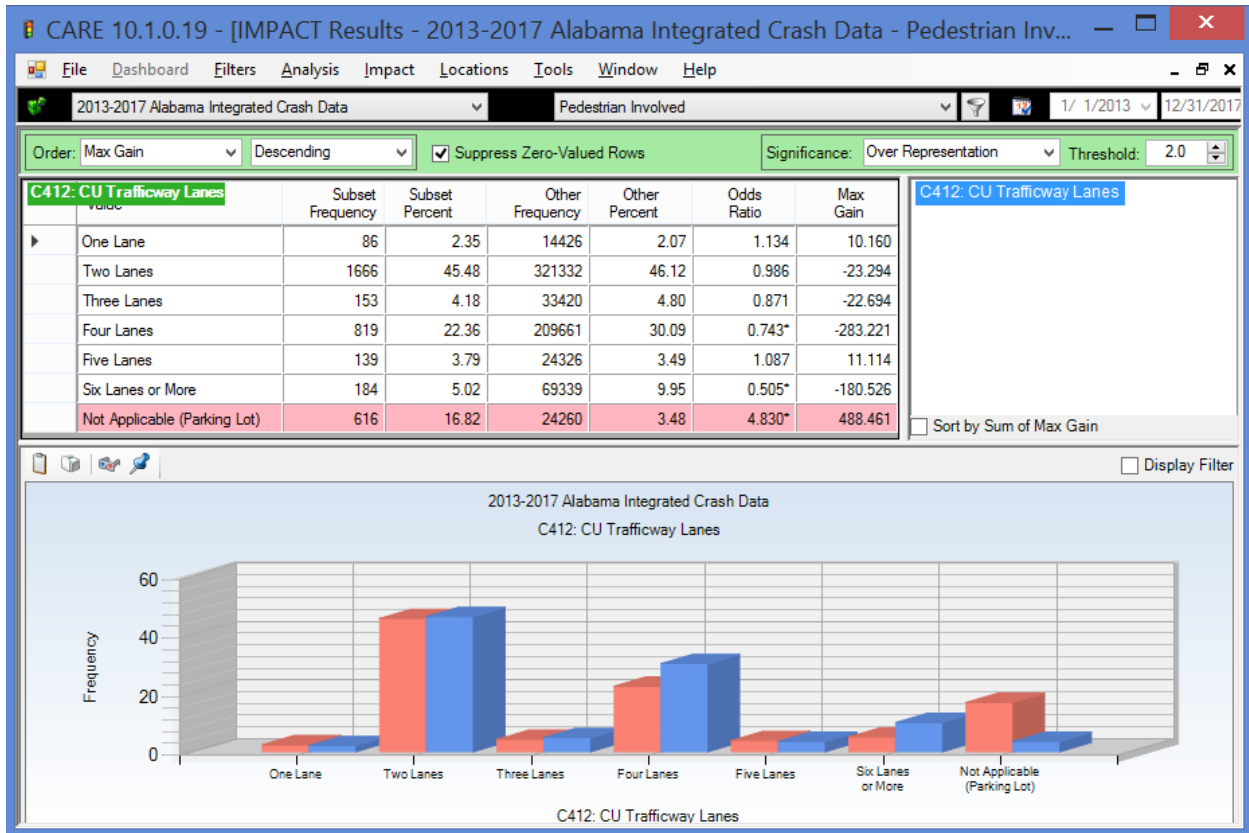 CARE 10.1.0.19 - [IMPACT Results - 2013-2017 Alabama Integrated Crash Data - Pedestrian Inv...
File Dashboard Filters Analysis Impact Locations Tools Window Help
2013-2017 Alabama Integrated Crash Data Pedestrian Involved 1/ 1/2013 12/31/2017
Order: Max Gain Descending Suppress Zero-Valued Rows Significance: Over Representation Threshold: 2.0
C412: CU Trafficway Lanes Subset Frequency Subset Percent Other Frequency Other Percent Odds Ratio Max Gain C412: CU Trafficway Lanes
One Lane 86 2.35 14426 2.07 1.134 10.160
Two Lanes 1666 45.48 321332 46.12 0.986 -23.294
Three Lanes 153 4.18 33420 4.80 0.871 -22.694
Four Lanes 819 22.36 209661 30.09 0.743* -283.221
Five Lanes 139 3.79 24326 3.49 1.087 11.114
Six Lanes or More 184 5.02 69339 9.95 0.505* -180.526
Not Applicable (Parking Lot) 616 16.82 24260 3.48 4.830* 488.461
Sort by Sum of Max Gain
Display Filter
2013-2017 Alabama Integrated Crash Data
C412: CU Trafficway Lanes
60
40
20
0
Frequency
One Lane Two Lanes Three Lanes Four Lanes Five Lanes Six Lanes or More Not Applicable (Parking Lot)
C412: CU Trafficway Lanes